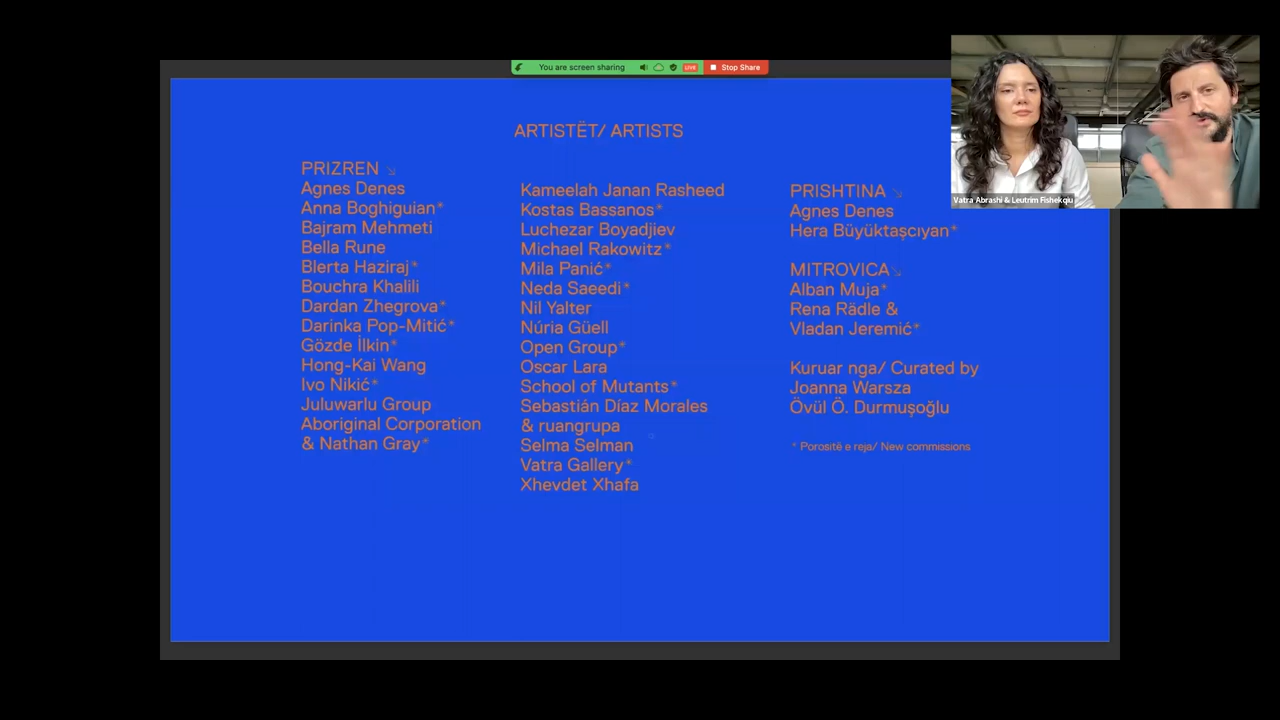 You are screen sharing
LIVE
Stop Share
Vatra Abrashi & Leutrim Fishekqiu
ARTISTËT/ ARTISTS
PRIZREN ↘
Agnes Denes
Anna Boghiguian*
Bajram Mehmeti
Bella Rune
Blerta Haziraj*
Bouchra Khalili
Dardan Zhegrova*
Darinka Pop-Mitić*
Gözde İlkin*
Hong-Kai Wang
Ivo Nikić*
Juluwarlu Group
Aboriginal Corporation
& Nathan Gray*
Kameelah Janan Rasheed
Kostas Bassanos*
Luchezar Boyadjiev
Michael Rakowitz*
Mila Panić*
Neda Saeedi*
Nil Yalter
Núria Güell
Open Group*
Oscar Lara
School of Mutants*
Sebastián Díaz Morales
& ruangrupa
Selma Selman
Vatra Gallery*
Xhevdet Xhafa
PRISHTINA ↘
Agnes Denes
Hera Büyüktaşcıyan*
MITROVICA ↘
Alban Muja*
Rena Rädle &
Vladan Jeremić*
Kuruar nga/ Curated by
Joanna Warsza
Övül Ö. Durmuşoğlu
* Porositë e reja/ New commissions